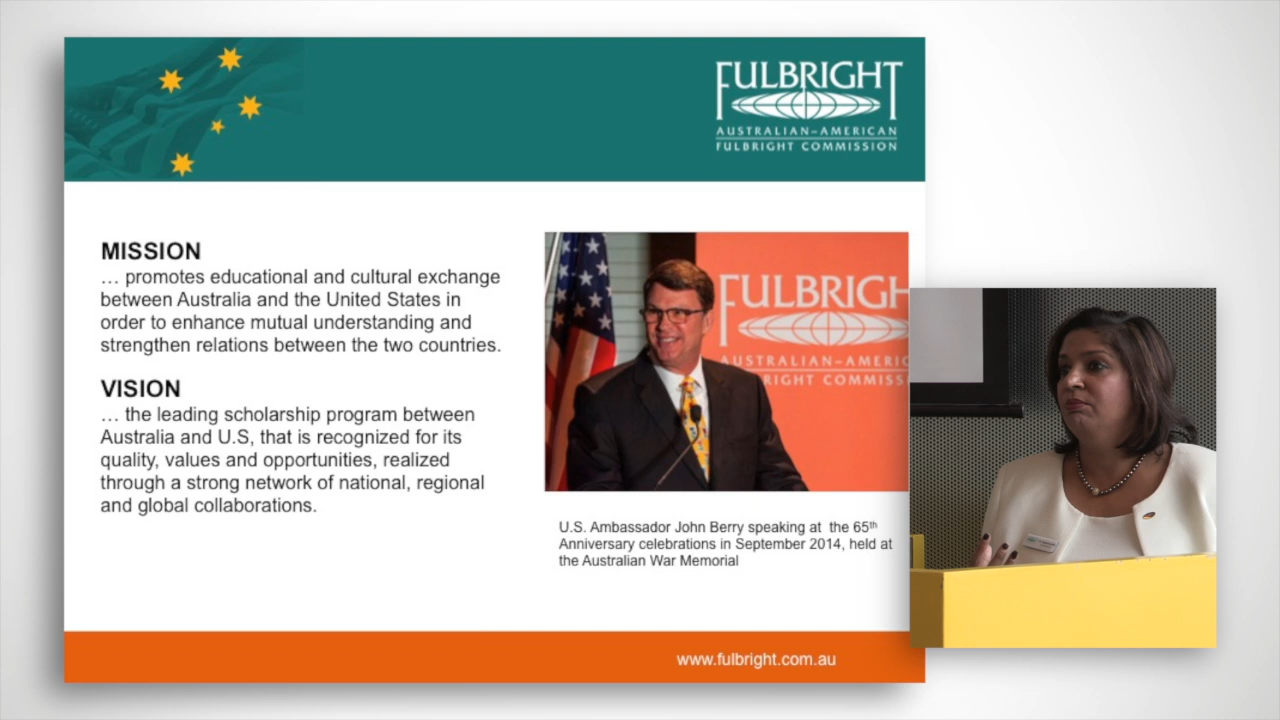 FULBRIGHT
AUSTRALIAN–AMERICAN
FULBRIGHT COMMISSION
MISSION
… promotes educational and cultural exchange
between Australia and the United States in
order to enhance mutual understanding and
strengthen relations between the two countries.
VISION
… the leading scholarship program between
Australia and U.S, that is recognized for its
quality, values and opportunities, realized
through a strong network of national, regional
and global collaborations.
FULBRIGH
AUSTRALIAN–AMERIC
RIGHT COMMISS
U.S. Ambassador John Berry speaking at the 65th
Anniversary celebrations in September 2014, held at
the Australian War Memorial
www.fulbright.com.au